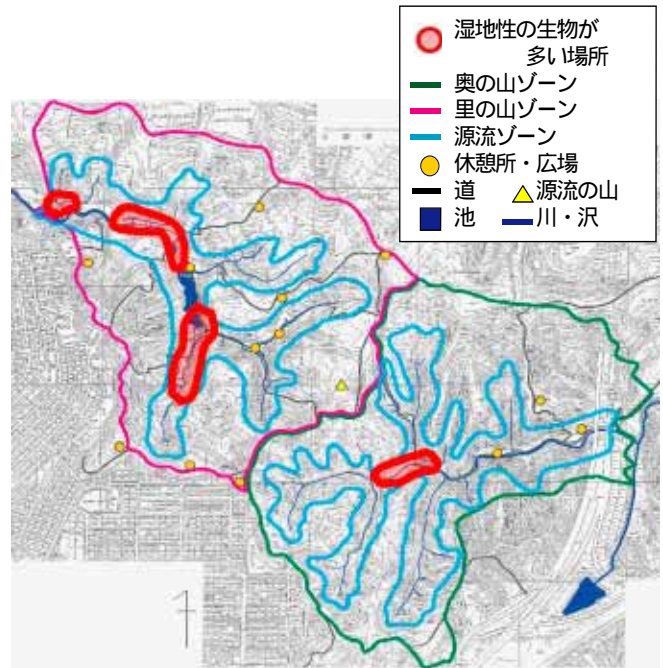 湿地性の生物が
多い場所
奥の山ゾーン
里の山ゾーン
源流ゾーン
休憩所・広場
道 源流の山
池 川・沢